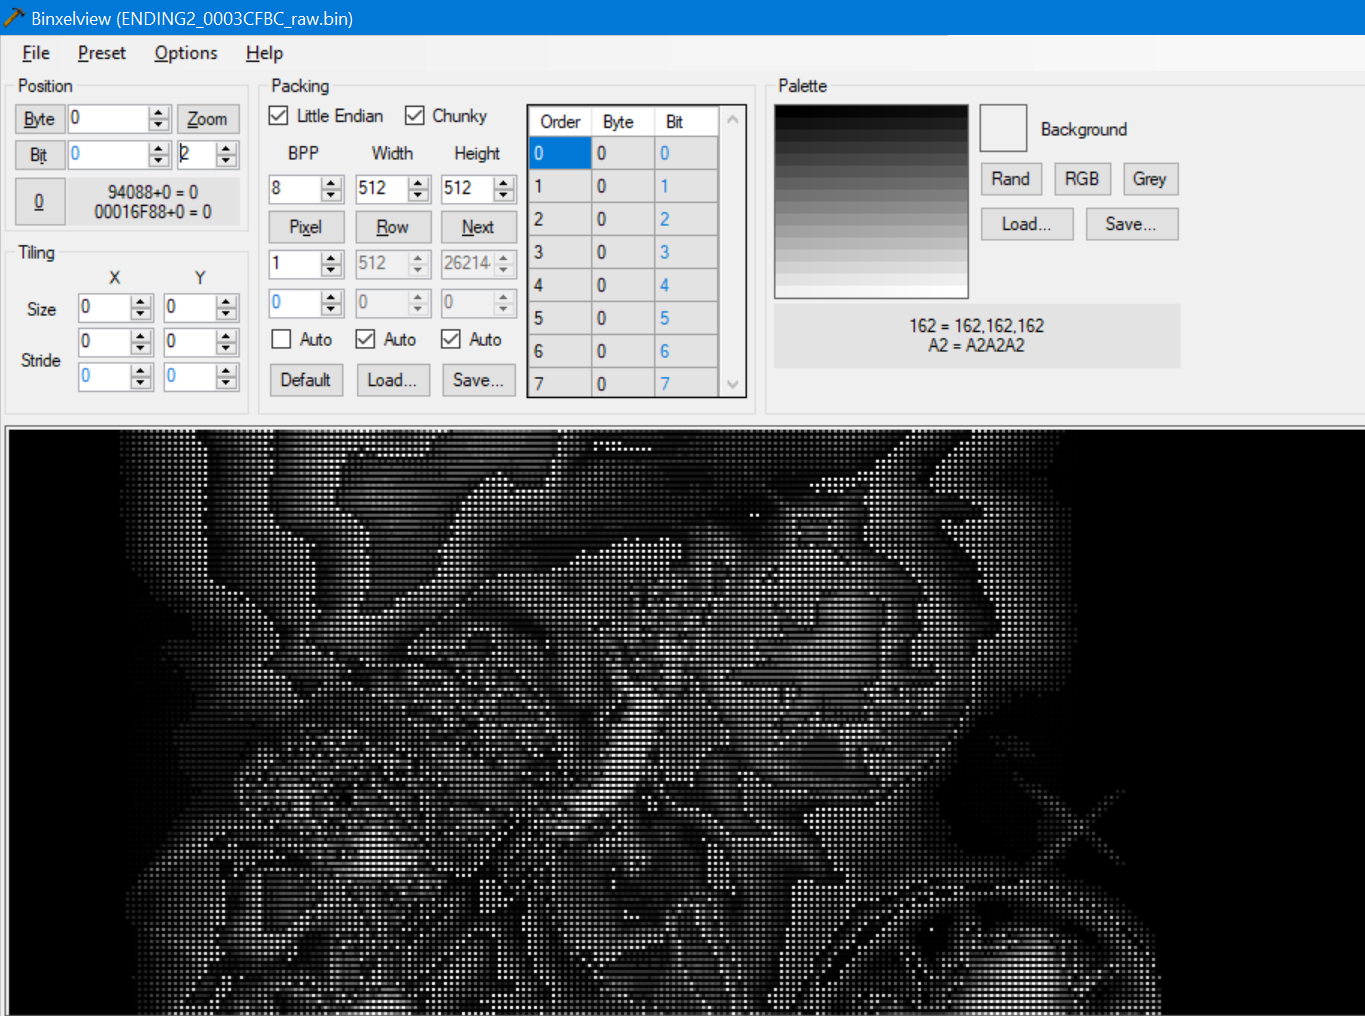 Binxelview (ENDING2_0003CFBC_raw.bin)
File Preset Options Help
Position
Byte 0 Zoom
Bit 0 2
0 94088+0 = 0
00016F88+0 = 0
Tiling
X Y
Size 0 0
Stride 0 0
0 0
Packing
Little Endian Chunky
BPP Width Height
8 512 512
Pixel Row Next
1 512 26214
0 0 0
Auto Auto Auto
Default Load... Save...
Order Byte Bit
0 0 0
1 0 1
2 0 2
3 0 3
4 0 4
5 0 5
6 0 6
7 0 7
Palette
Background
Rand RGB Grey
Load... Save...
162 = 162,162,162
A2 = A2A2A2